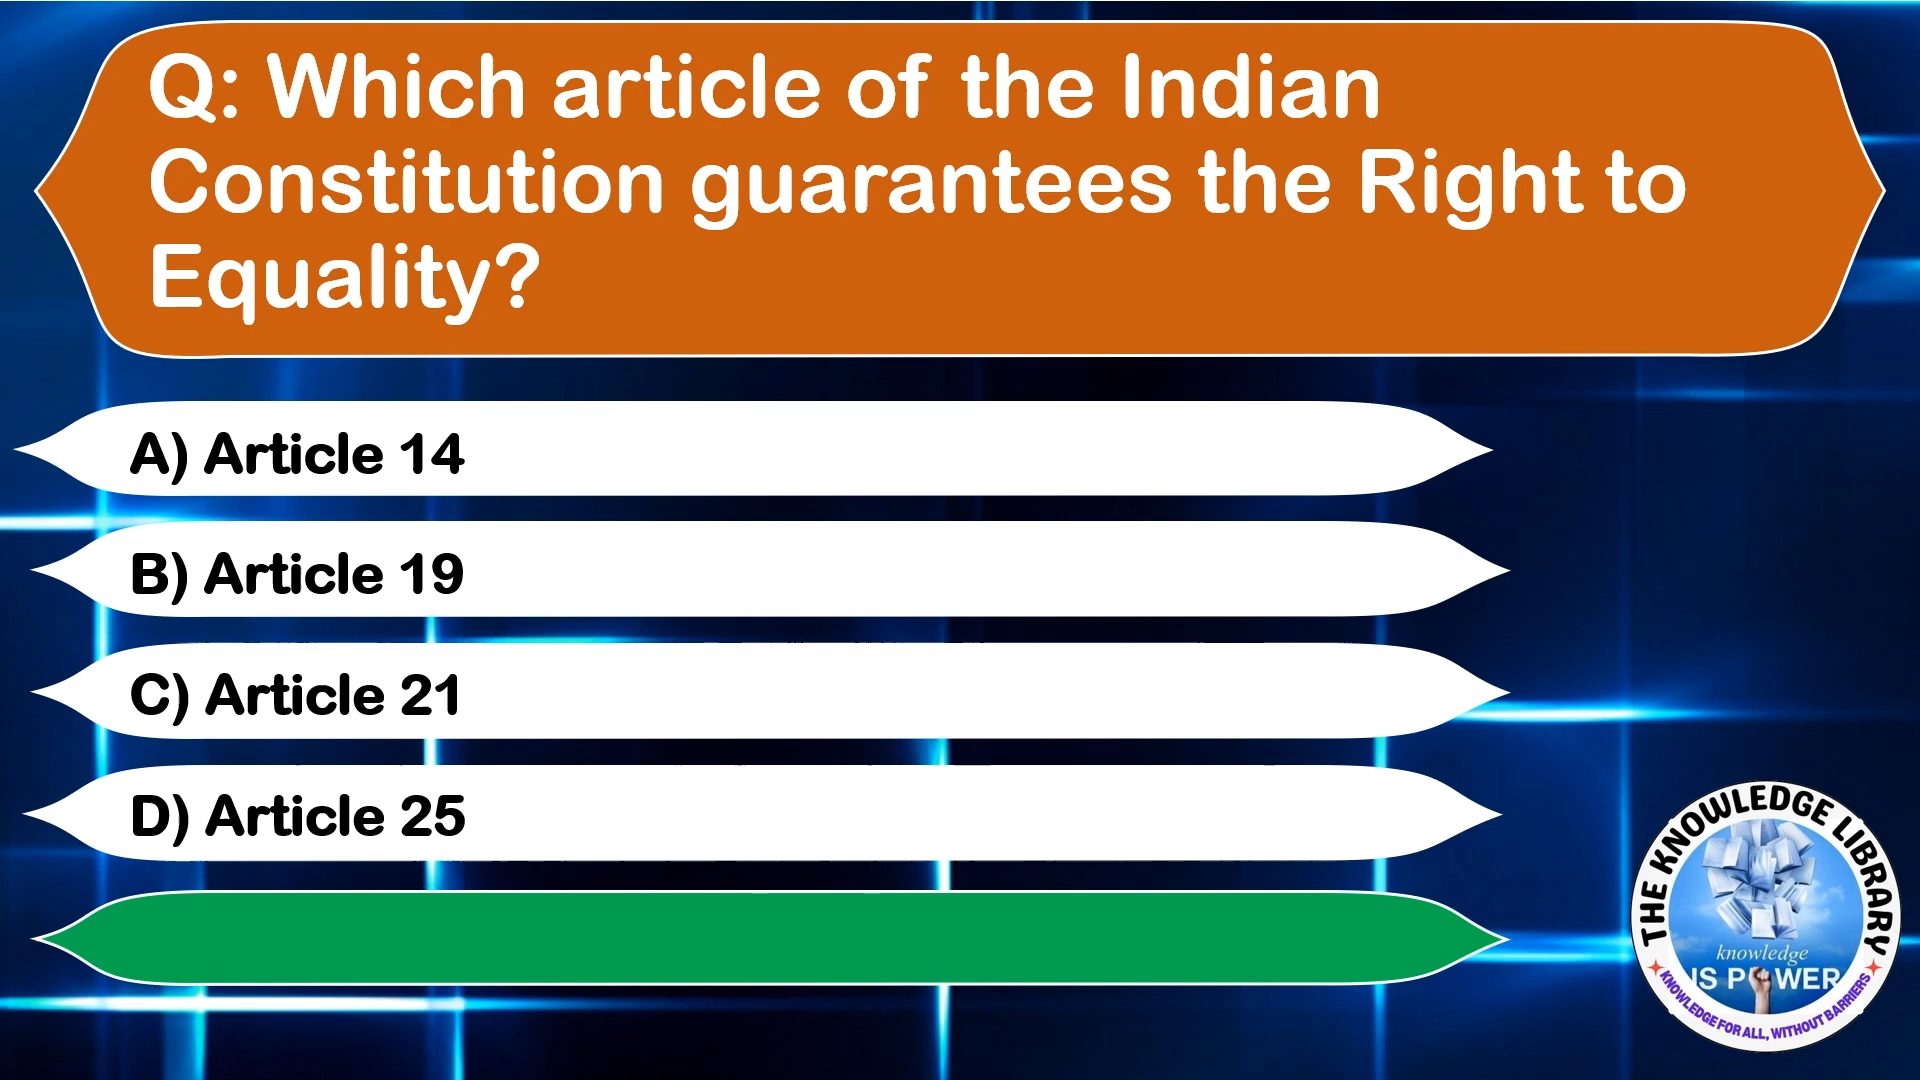 Q: Which article of the Indian
Constitution guarantees the Right to
Equality?
A) Article 14
B) Article 19
C) Article 21
D) Article 25
THE KNOWLEDGE LIBRARY
knowledge
IS POWER
KNOWLEDGE FOR ALL, WITHOUT BARRIERS